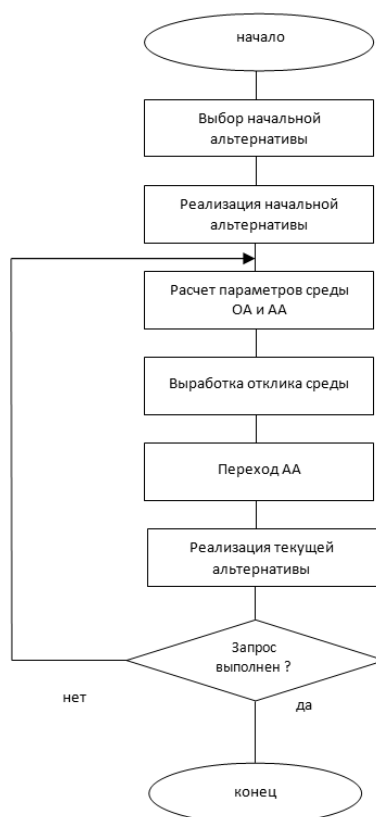 начало
Выбор начальной
альтернативы
Реализация начальной
альтернативы
Расчет параметров среды
ОА и АА
Выработка отклика среды
Переход АА
Реализация текущей
альтернативы
Запрос
выполнен ?
нет
да
конец